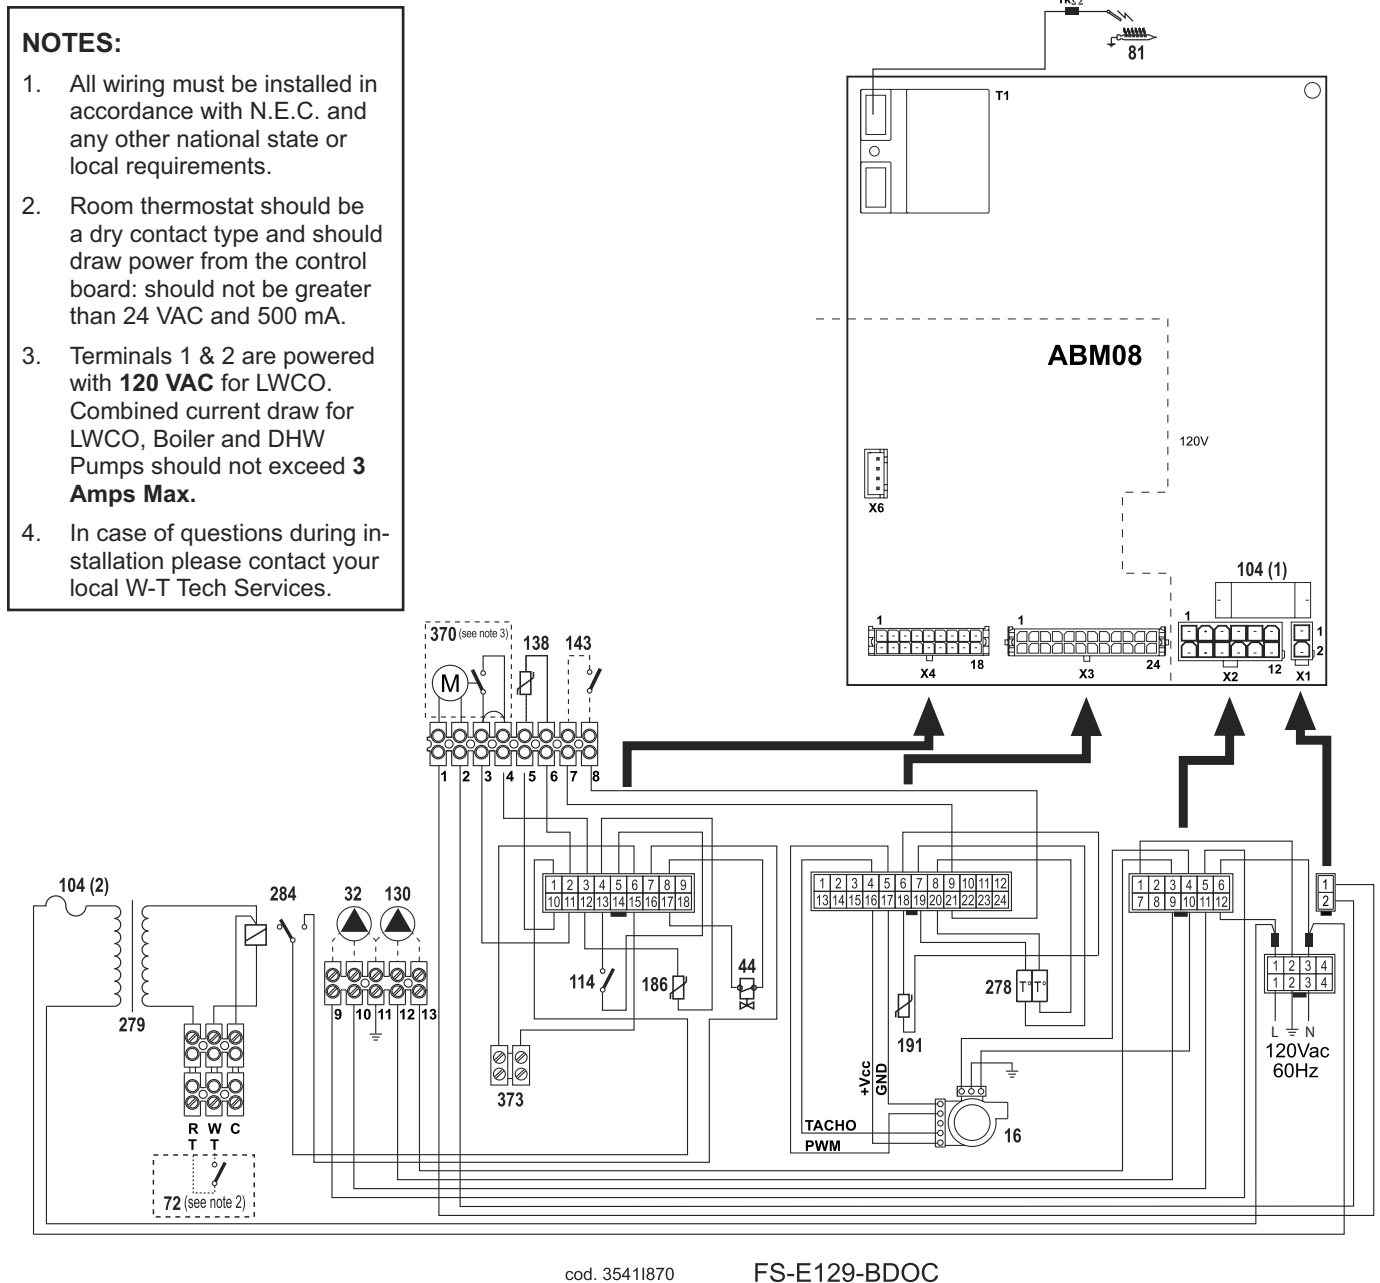 NOTES:
1. All wiring must be installed in
accordance with N.E.C. and
any other national state or
local requirements.
2. Room thermostat should be
a dry contact type and should
draw power from the control
board: should not be greater
than 24 VAC and 500 mA.
3. Terminals 1 & 2 are powered
with 120 VAC for LWCO.
Combined current draw for
LWCO, Boiler and DHW
Pumps should not exceed 3
Amps Max.
4. In case of questions during in-
stallation please contact your
local W-T Tech Services.
81
T1
ABM08
120V
X6
104 (1)
1 18 X4
1 24 X3
1 12 X2
1 2 X1
370 (see note 3) 138 143
M
1 2 3 4 5 6 7 8
104 (2) 284 32 130
279
9 10 11 12 13
R W C
T T
72 (see note 2)
1 2 3 4 5 6 7 8 9
10 11 12 13 14 15 16 17 18
114 186 44
373
1 2 3 4 5 6 7 8 9 10 11 12
13 14 15 16 17 18 19 20 21 22 23 24
191
278 T° T°
+Vcc
GND
TACHO
PWM
16
1 2 3 4 5 6
7 8 9 10 11 12
1
2
1 2 3 4
1 2 3 4
L N
120Vac
60Hz
cod. 3541I870 FS-E129-BDOC